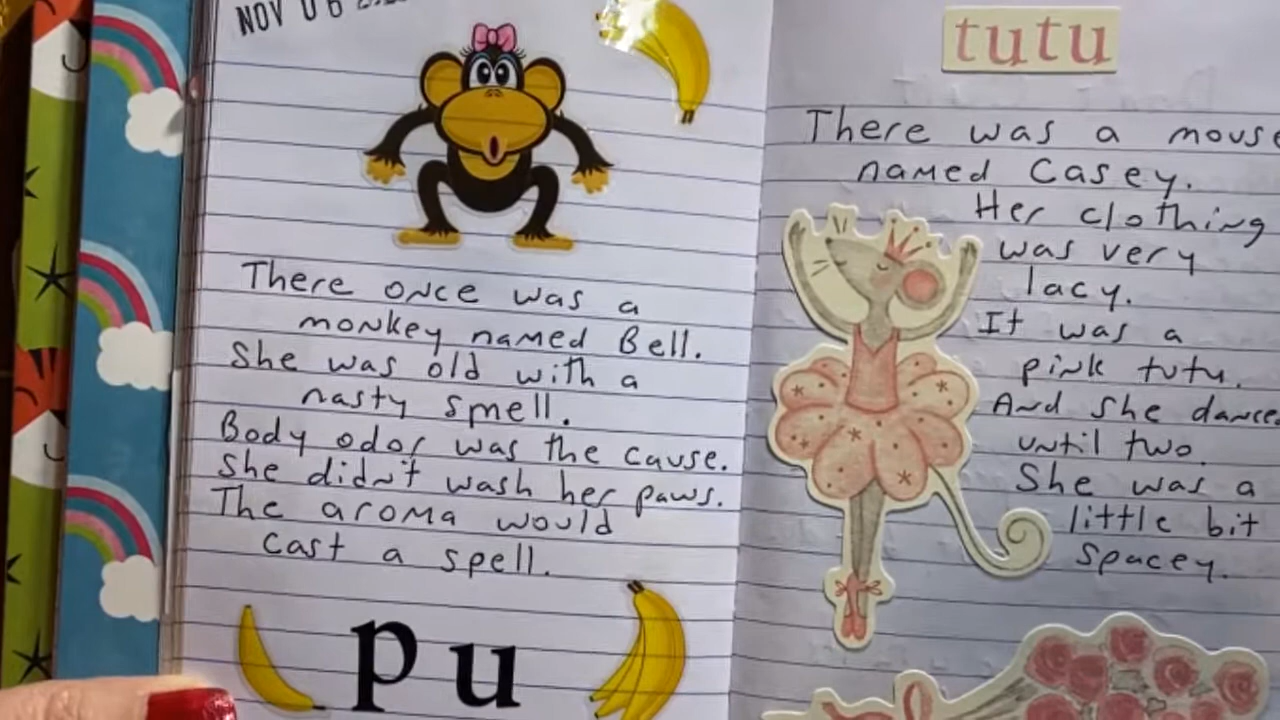 NOV 06
There once was a
monkey named Bell.
She was old with a
nasty smell.
Body odor was the cause.
She didn't wash her paws.
The aroma would
cast a spell.
pu
tutu
There was a mouse
named Casey.
Her clothing
was very
lacy.
It was a
pink tutu.
And she dance
until two.
She was a
little bit
spacey.